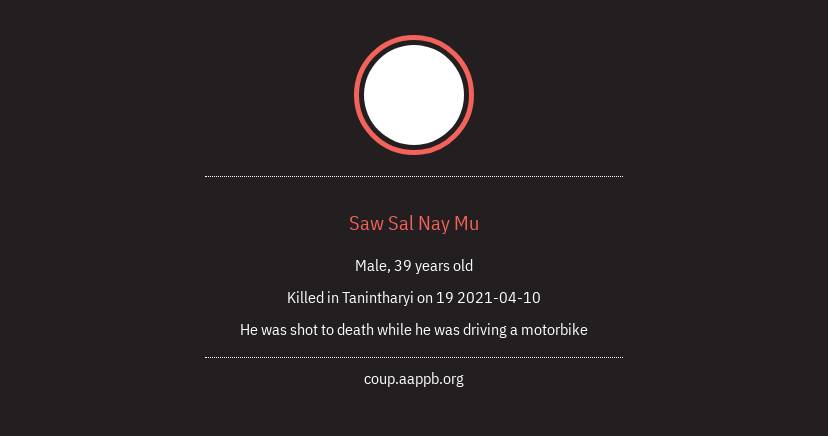 Saw Sal Nay Mu
Male, 39 years old
Killed in Tanintharyi on 19 2021-04-10
He was shot to death while he was driving a motorbike
coup.aappb.org